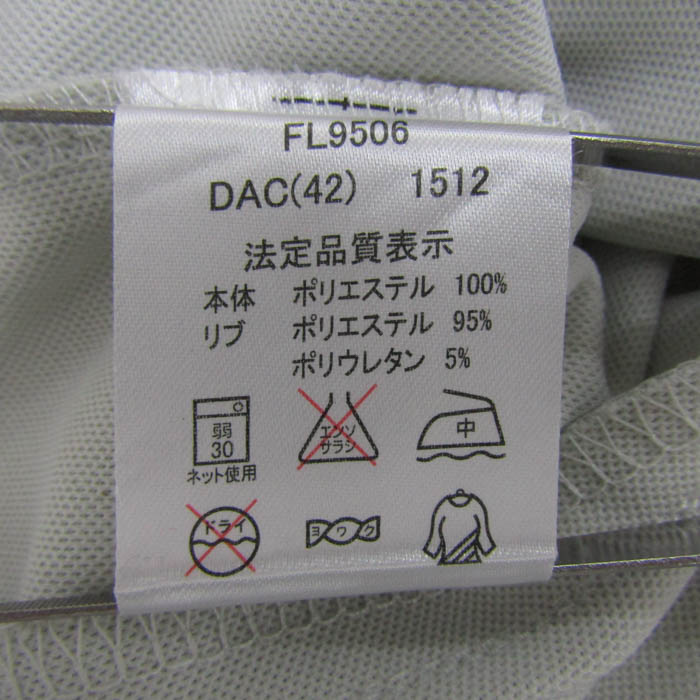 FL9506
DAC(42) 1512
法定品質表示
本体 ポリエステル 100%
リブ ポリエステル 95%
ポリウレタン 5%
弱
30
ネット使用
エンソ
サラシ
中
ドライ
ヨワク